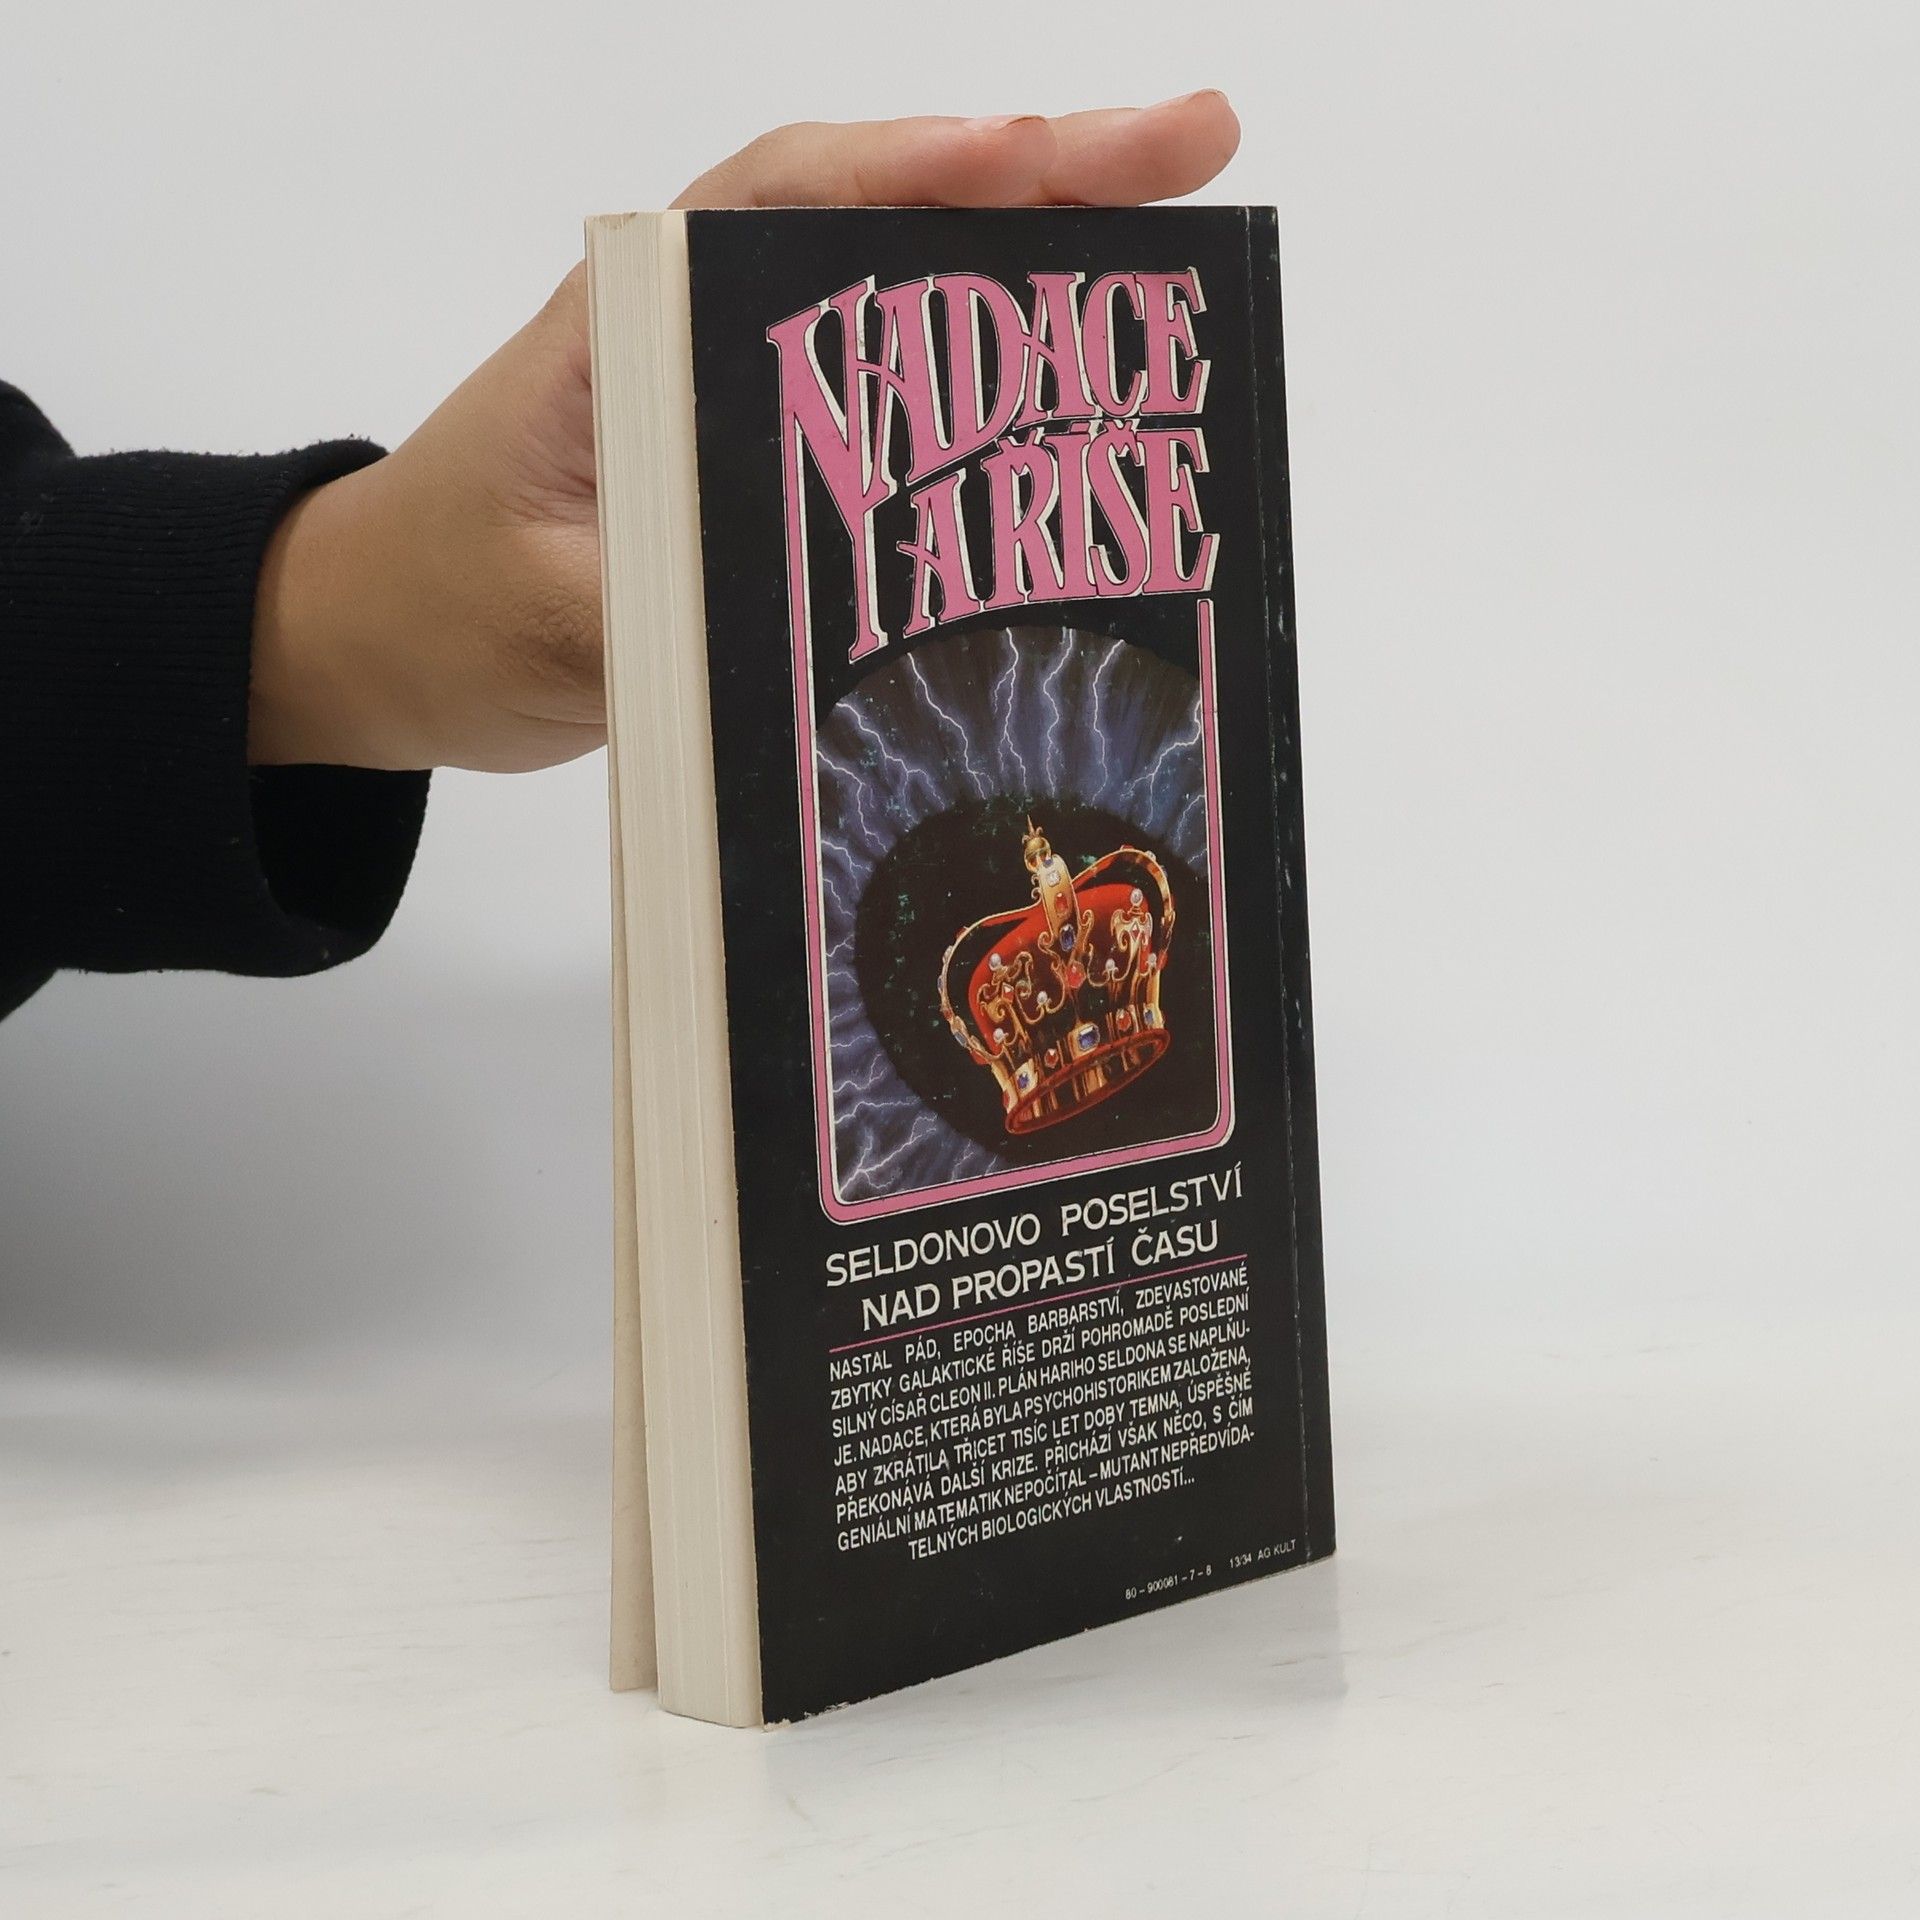 NADACE
A ŘÍŠE
SELDONOVO POSELSTVÍ
NAD PROPASTÍ ČASU
NASTAL PÁD, EPOCHA BARBARSTVÍ, ZDEVASTOVANÉ
ZBYTKY GALAKTICKÉ ŘÍŠE DRŽÍ POHROMADĚ POSLEDNÍ
SILNÝ CÍSAŘ CLEON II. PLÁN HARIHO SELDONA SE NAPLŇU-
JE. NADACE, KTERÁ BYLA PSYCHOHISTORIKEM ZALOŽENA,
ABY ZKRÁTILA TŘICET TISÍC LET DOBY TEMNA, ÚSPĚŠNĚ
PŘEKONÁVÁ DALŠÍ KRIZE. PŘICHÁZÍ VŠAK NĚCO, S ČÍM
GENIÁLNÍ MATEMATIK NEPOČÍTAL – MUTANT NEPŘEDVÍDA-
TELNÝCH BIOLOGICKÝCH VLASTNOSTÍ...
80 – 900081 – 7 – 8 13/34 AG KULT